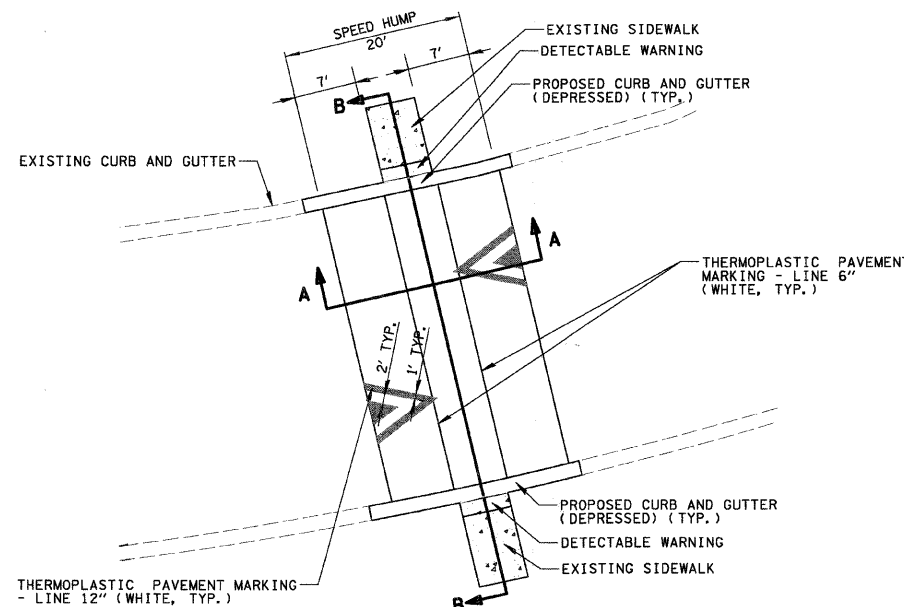 SPEED HUMP
20'
7'
7'
EXISTING SIDEWALK
DETECTABLE WARNING
PROPOSED CURB AND GUTTER
(DEPRESSED) (TYP.)
B
EXISTING CURB AND GUTTER
A
A
THERMOPLASTIC PAVEMENT
MARKING - LINE 6"
(WHITE, TYP.)
2' TYP.
1' TYP.
PROPOSED CURB AND GUTTER
(DEPRESSED) (TYP.)
DETECTABLE WARNING
EXISTING SIDEWALK
THERMOPLASTIC PAVEMENT MARKING
- LINE 12" (WHITE, TYP.)
B